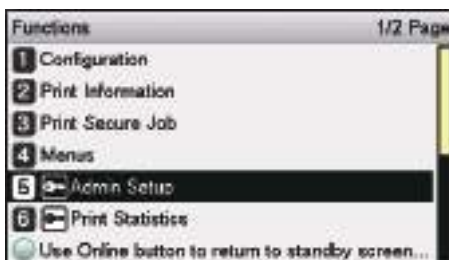 Functions 1/2 Page
1 Configuration
2 Print Information
3 Print Secure Job
4 Menus
5 Admin Setup
6 Print Statistics
Use Online button to return to standby screen...